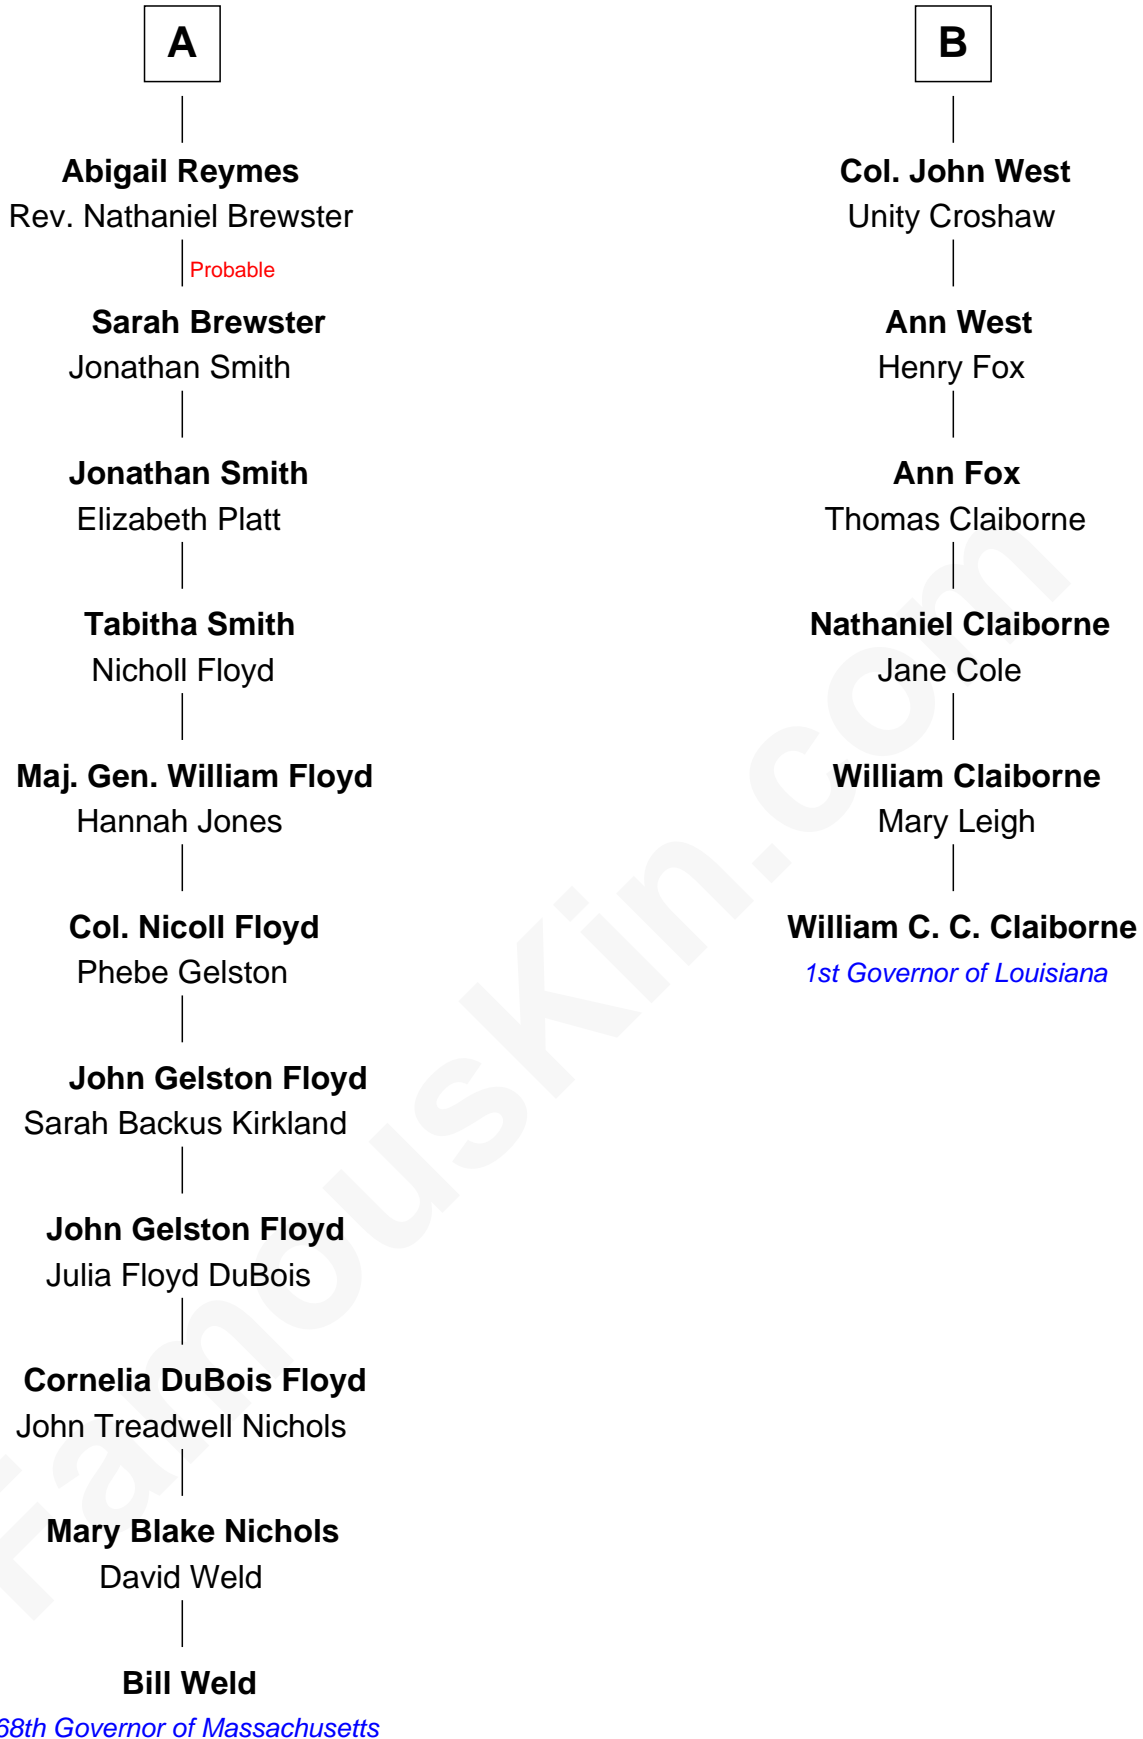 A
Abigail Reymes
Rev. Nathaniel Brewster
Probable
Sarah Brewster
Jonathan Smith
Jonathan Smith
Elizabeth Platt
Tabitha Smith
Nicholl Floyd
Maj. Gen. William Floyd
Hannah Jones
Col. Nicoll Floyd
Phebe Gelston
John Gelston Floyd
Sarah Backus Kirkland
John Gelston Floyd
Julia Floyd DuBois
Cornelia DuBois Floyd
John Treadwell Nichols
Mary Blake Nichols
David Weld
Bill Weld
68th Governor of Massachusetts
B
Col. John West
Unity Croshaw
Ann West
Henry Fox
Ann Fox
Thomas Claiborne
Nathaniel Claiborne
Jane Cole
William Claiborne
Mary Leigh
William C. C. Claiborne
1st Governor of Louisiana
FamousKin.com